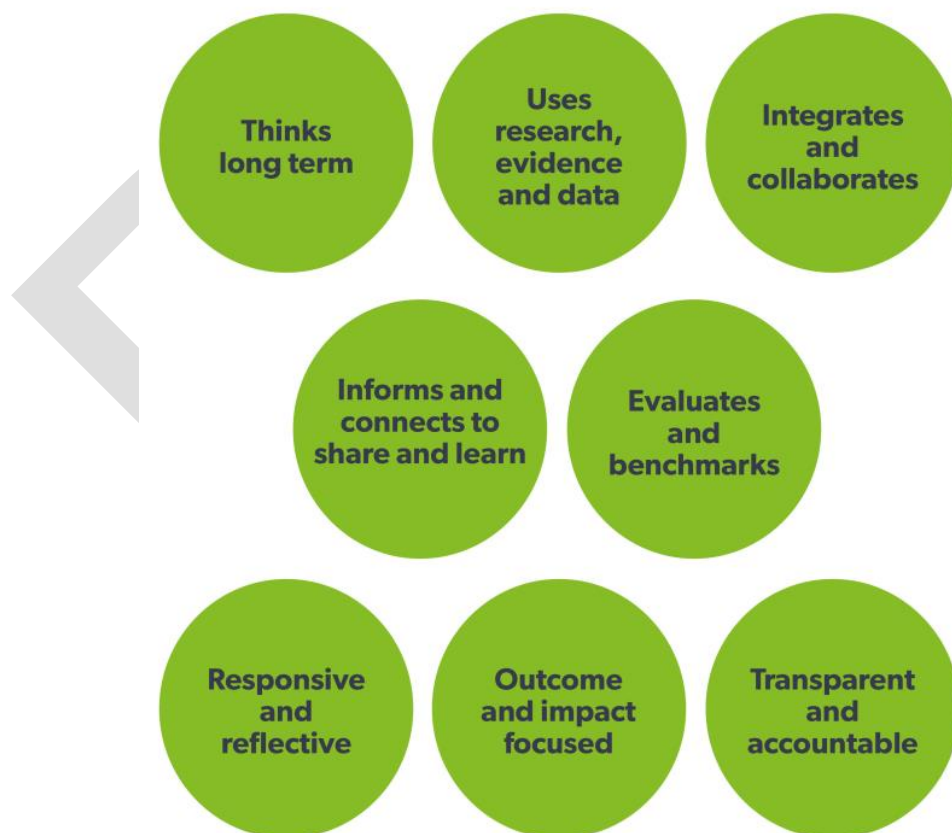 Thinks
long term
Uses
research,
evidence
and data
Integrates
and
collaborates
Informs and
connects to
share and learn
Evaluates
and
benchmarks
Responsive
and
reflective
Outcome
and impact
focused
Transparent
and
accountable